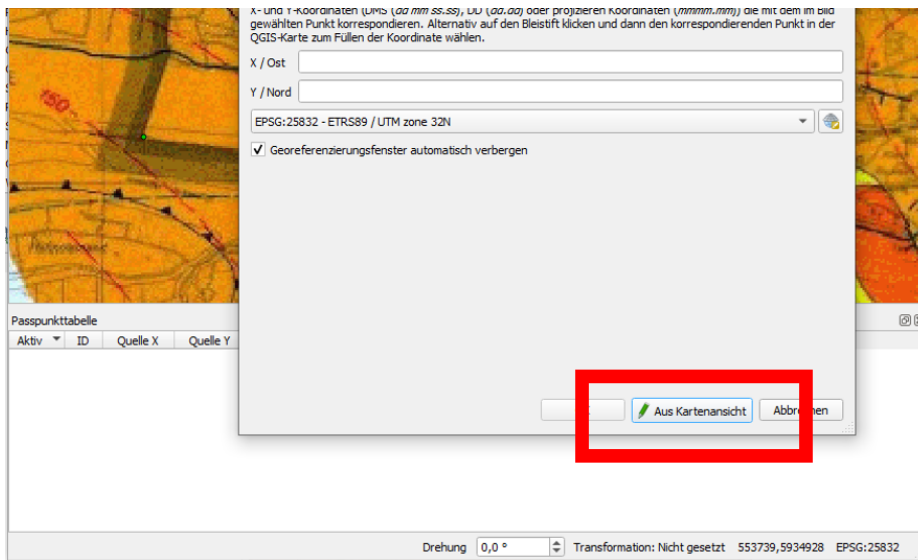 X- und Y-Koordinaten (DMS (dd mm ss.ss), DD (dd.dd) oder projizieren Koordinaten (mmmm.mm)) die mit dem im Bild
gewählten Punkt korrespondieren. Alternativ auf den Bleistift klicken und dann den korrespondierenden Punkt in der
QGIS-Karte zum Füllen der Koordinate wählen.
X / Ost
Y / Nord
EPSG:25832 - ETRS89 / UTM zone 32N
Georeferenzierungsfenster automatisch verbergen
150
Passpunkttabelle
Aktiv ID Quelle X Quelle Y
Aus Kartenansicht
Drehung 0,0 ° Transformation: Nicht gesetzt 553739,5934928 EPSG:25832